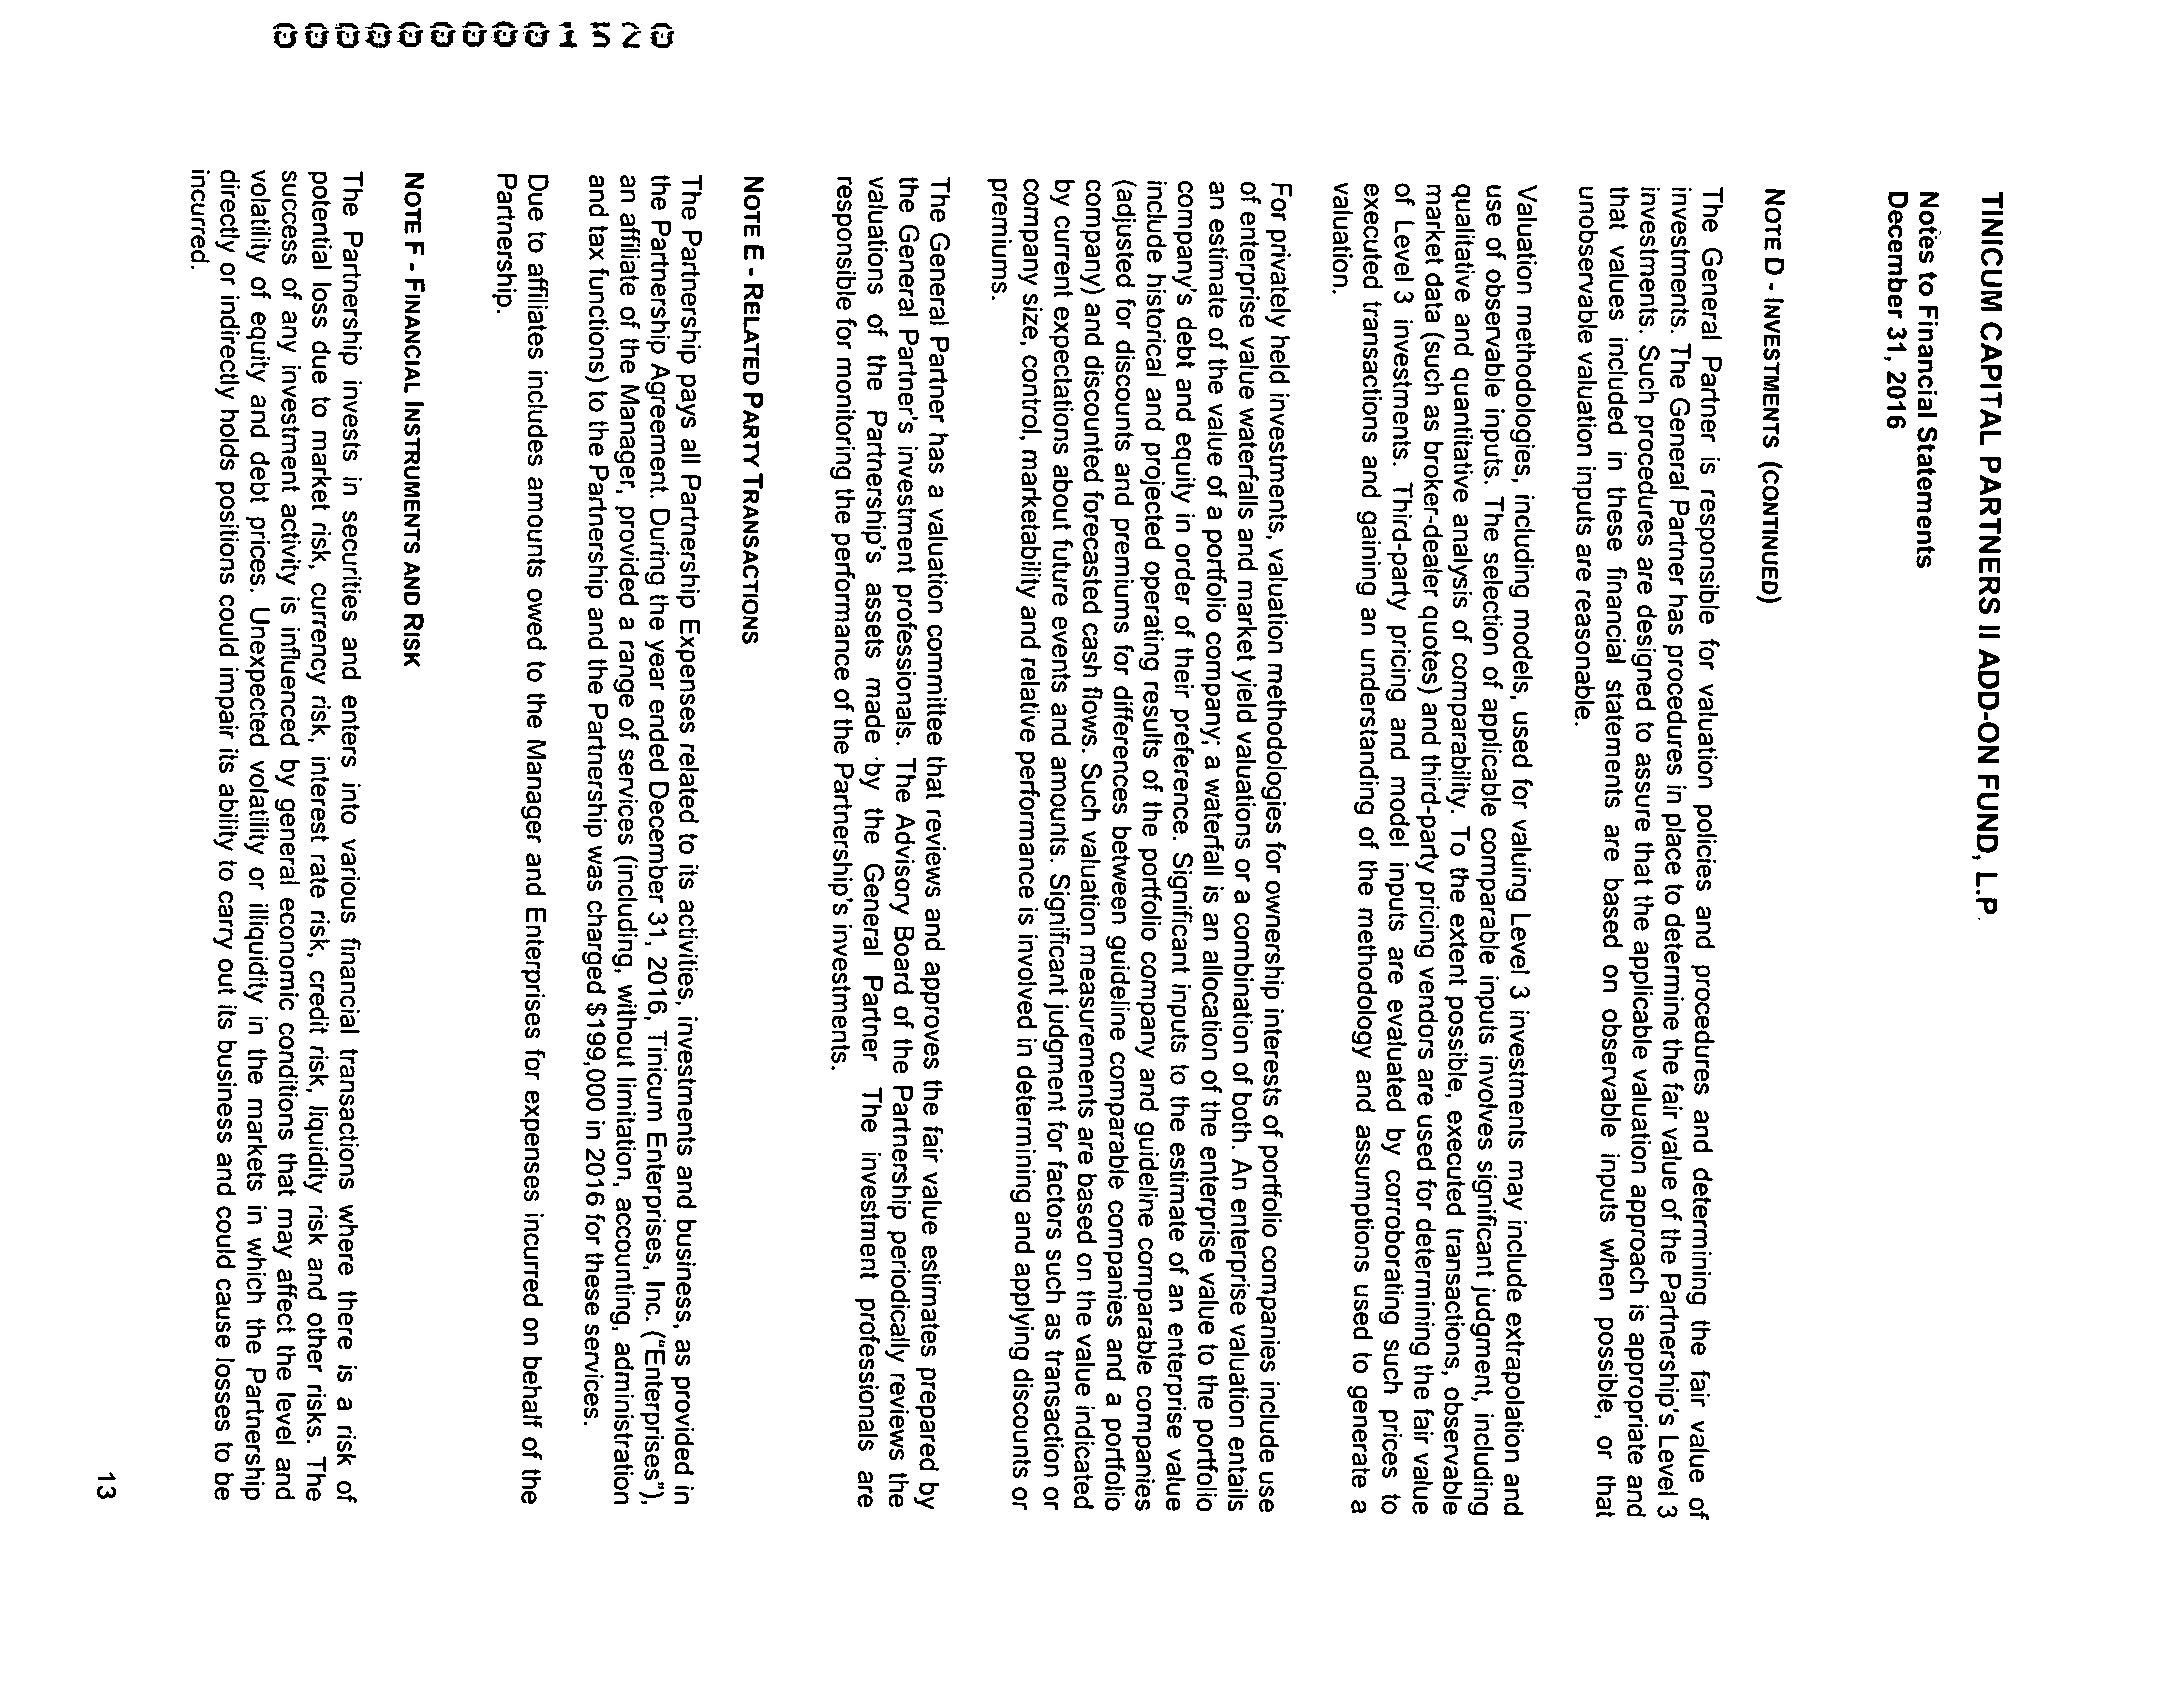 TINICUM CAPITAL PARTNERS II ADD-ON FUND, L.P.
Notes to Financial Statements
December 31, 2016
NOTE D - INVESTMENTS (CONTINUED)
The General Partner is responsible for valuation policies and procedures and determining the fair value of
investments. The General Partner has procedures in place to determine the fair value of the Partnership's Level 3
investments. Such procedures are designed to assure that the applicable valuation approach is appropriate and
that values included in these financial statements are based on observable inputs when possible, or that
unobservable valuation inputs are reasonable.
Valuation methodologies, including models, used for valuing Level 3 investments may include extrapolation and
use of observable inputs. The selection of applicable comparable inputs involves significant judgment, including
qualitative and quantitative analysis of comparability. To the extent possible, executed transactions, observable
market data (such as broker-dealer quotes) and third-party pricing vendors are used for determining the fair value
of Level 3 investments. Third-party pricing and model inputs are evaluated by corroborating such prices to
executed transactions and gaining an understanding of the methodology and assumptions used to generate a
valuation.
For privately held investments, valuation methodologies for ownership interests of portfolio companies include use
of enterprise value waterfalls and market yield valuations or a combination of both. An enterprise valuation entails
an estimate of the value of a portfolio company; a waterfall is an allocation of the enterprise value to the portfolio
company's debt and equity in order of their preference. Significant inputs to the estimate of an enterprise value
include historical and projected operating results of the portfolio company and guideline comparable companies
(adjusted for discounts and premiums for differences between guideline comparable companies and a portfolio
company) and discounted forecasted cash flows. Such valuation measurements are based on the value indicated
by current expectations about future events and amounts. Significant judgment for factors such as transaction or
company size, control, marketability and relative performance is involved in determining and applying discounts or
premiums.
The General Partner has a valuation committee that reviews and approves the fair value estimates prepared by
the General Partner's investment professionals. The Advisory Board of the Partnership periodically reviews the
valuations of the Partnership's assets made by the General Partner The investment professionals are
responsible for monitoring the performance of the Partnership's investments.
NOTE E - RELATED PARTY TRANSACTIONS
The Partnership pays all Partnership Expenses related to its activities, investments and business, as provided in
the Partnership Agreement. During the year ended December 31, 2016, Tinicum Enterprises, Inc. ("Enterprises"),
an affiliate of the Manager, provided a range of services (including, without limitation, accounting, administration
and tax functions) to the Partnership and the Partnership was charged $199,000 in 2016 for these services.
Due to affiliates includes amounts owed to the Manager and Enterprises for expenses incurred on behalf of the
Partnership.
NOTE F - FINANCIAL INSTRUMENTS AND RISK
The Partnership invests in securities and enters into various financial transactions where there is a risk of
potential loss due to market risk, currency risk, interest rate risk, credit risk, liquidity risk and other risks. The
success of any investment activity is influenced by general economic conditions that may affect the level and
volatility of equity and debt prices. Unexpected volatility or illiquidity in the markets in which the Partnership
directly or indirectly holds positions could impair its ability to carry out its business and could cause losses to be
incurred.
13
0000000001520